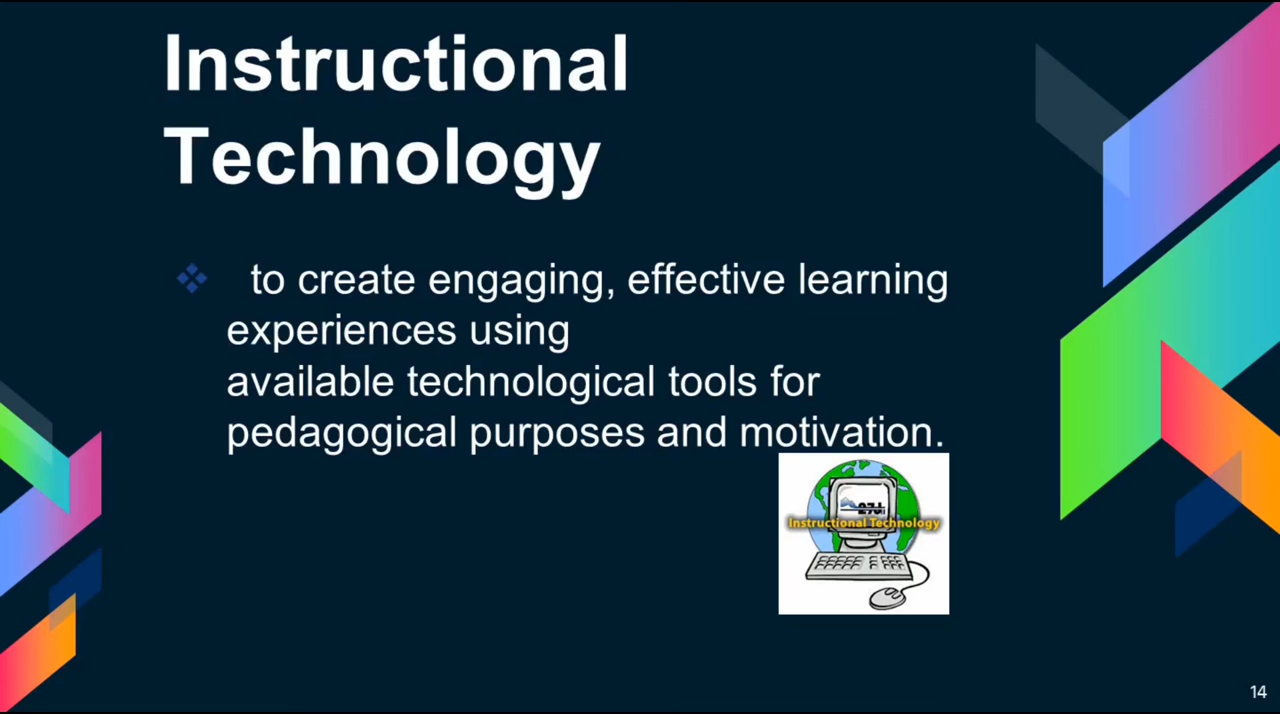 Instructional
Technology
to create engaging, effective learning
experiences using
available technological tools for
pedagogical purposes and motivation.
27J
Instructional Technology
14